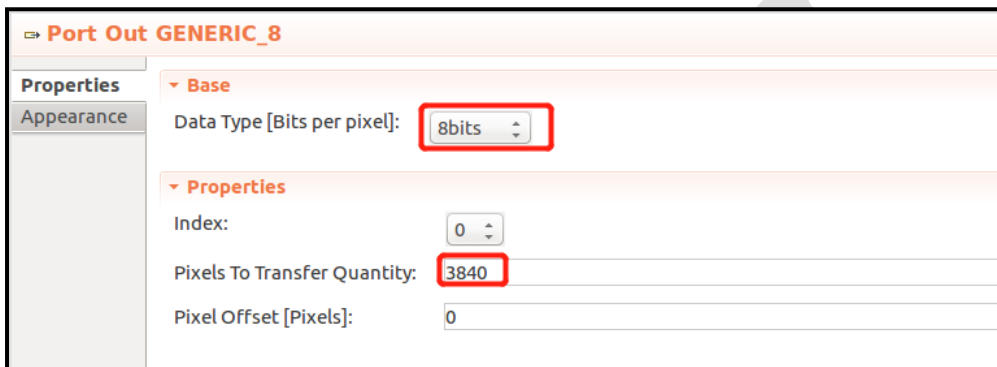 Port Out GENERIC_8
Properties
Appearance
Base
Data Type [Bits per pixel]: 8bits
Properties
Index: 0
Pixels To Transfer Quantity: 3840
Pixel Offset [Pixels]: 0